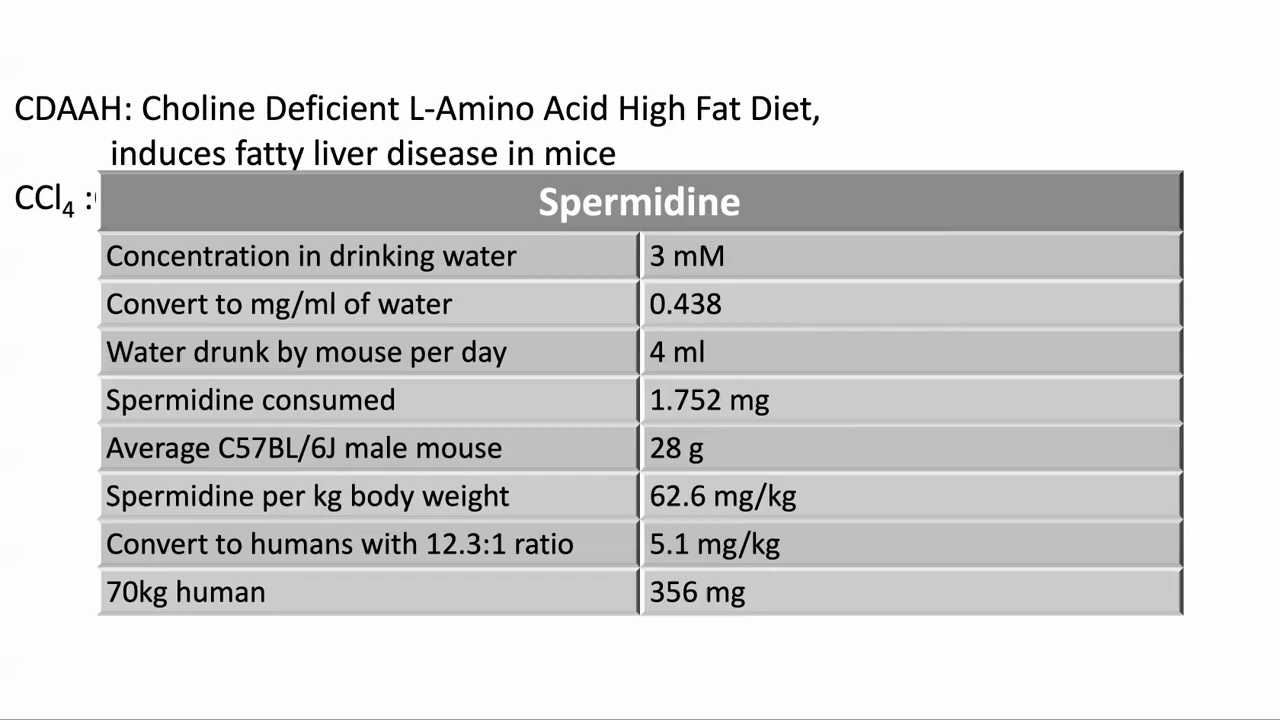 CDAAH: Choline Deficient L-Amino Acid High Fat Diet,
induces fatty liver disease in mice
CCl₄ :
Spermidine
Concentration in drinking water 3 mM
Convert to mg/ml of water 0.438
Water drunk by mouse per day 4 ml
Spermidine consumed 1.752 mg
Average C57BL/6J male mouse 28 g
Spermidine per kg body weight 62.6 mg/kg
Convert to humans with 12.3:1 ratio 5.1 mg/kg
70kg human 356 mg